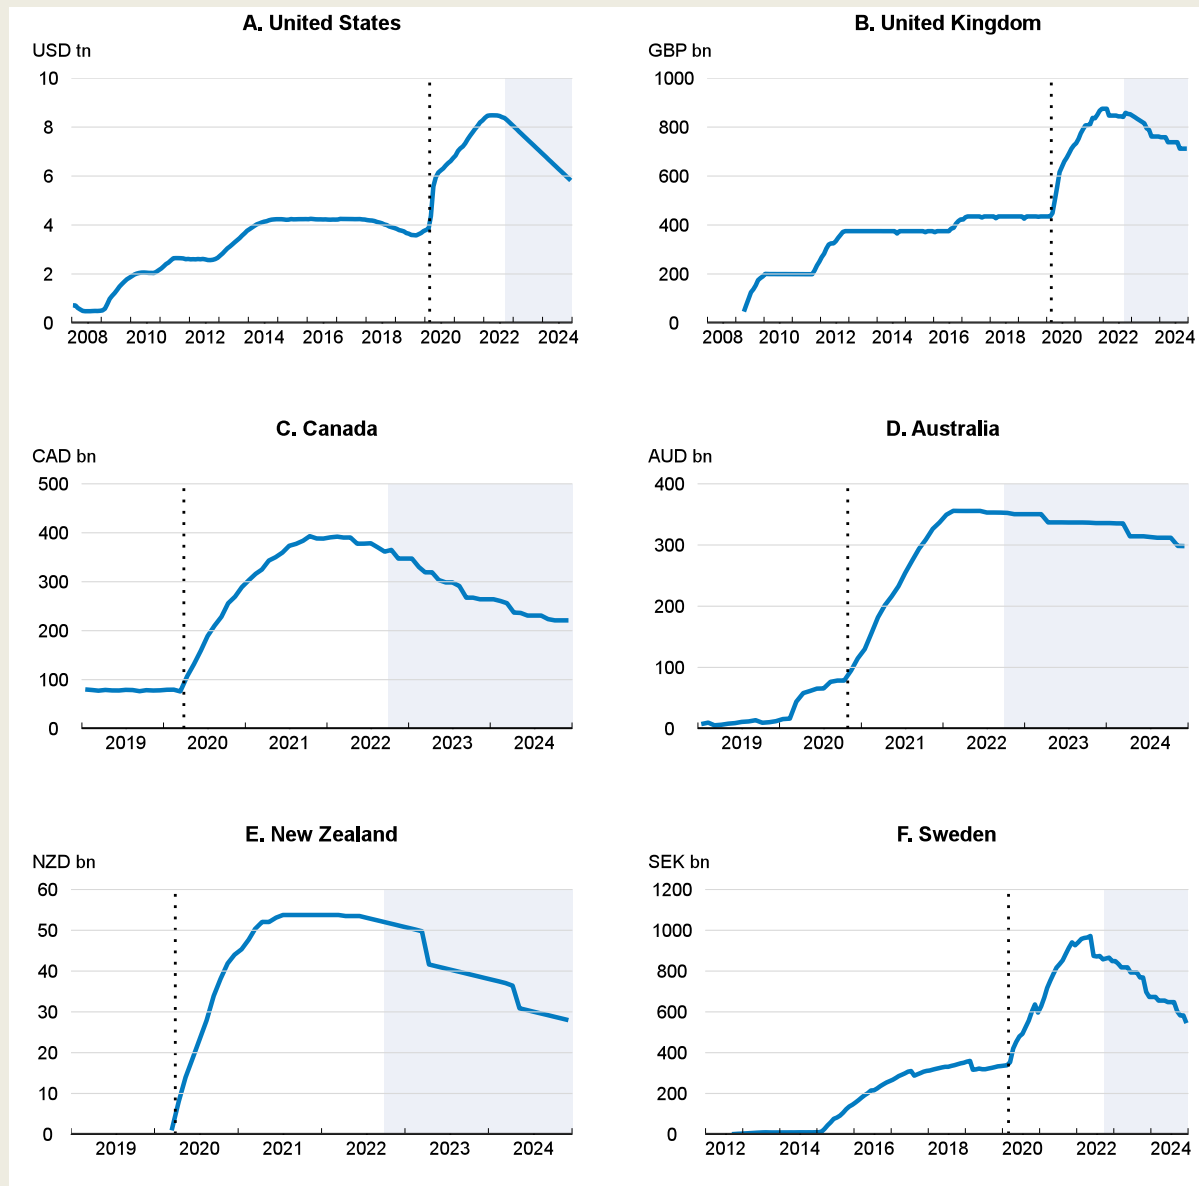 A. United States
USD tn
10
8
6
4
2
0
2008 2010 2012 2014 2016 2018 2020 2022 2024
B. United Kingdom
GBP bn
1000
800
600
400
200
0
2008 2010 2012 2014 2016 2018 2020 2022 2024
C. Canada
CAD bn
500
400
300
200
100
0
2019 2020 2021 2022 2023 2024
D. Australia
AUD bn
400
300
200
100
0
2019 2020 2021 2022 2023 2024
E. New Zealand
NZD bn
60
50
40
30
20
10
0
2019 2020 2021 2022 2023 2024
F. Sweden
SEK bn
1200
1000
800
600
400
200
0
2012 2014 2016 2018 2020 2022 2024